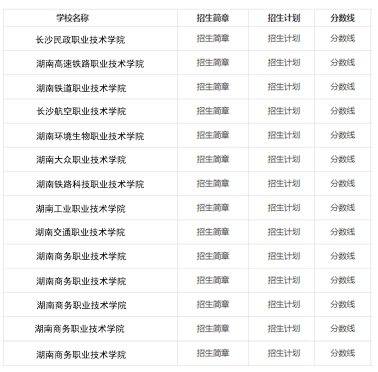 学校名称 招生简章 招生计划 分数线
长沙民政职业技术学院 招生简章 招生计划 分数线
湖南高速铁路职业技术学院 招生简章 招生计划 分数线
湖南铁道职业技术学院 招生简章 招生计划 分数线
长沙航空职业技术学院 招生简章 招生计划 分数线
湖南环境生物职业技术学院 招生简章 招生计划 分数线
湖南大众职业技术学院 招生简章 招生计划 分数线
湖南铁路科技职业技术学院 招生简章 招生计划 分数线
湖南工业职业技术学院 招生简章 招生计划 分数线
湖南交通职业技术学院 招生简章 招生计划 分数线
湖南商务职业技术学院 招生简章 招生计划 分数线
湖南商务职业技术学院 招生简章 招生计划 分数线
湖南商务职业技术学院 招生简章 招生计划 分数线
湖南商务职业技术学院 招生简章 招生计划 分数线
湖南商务职业技术学院 招生简章 招生计划 分数线